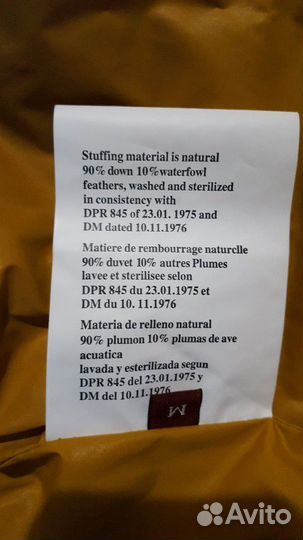 Stuffing material is natural
90% down 10% waterfowl
feathers, washed and sterilized
in consistency with
DPR 845 of 23.01. 1975 and
DM dated 10.11.1976
Matiere de rembourrage naturclle
90% duvet 10% autres Plumes
lavee et sterilisee selon
DPR 845 du 23.01.1975 et
DM du 10. 11.1976
Materia de relleno natural
90% plumon 10% plumas de ave
acuatica
lavada y esterilizada segun
DPR 845 del 23.01.1975 y
DM del 10.11.1976
M
Avito